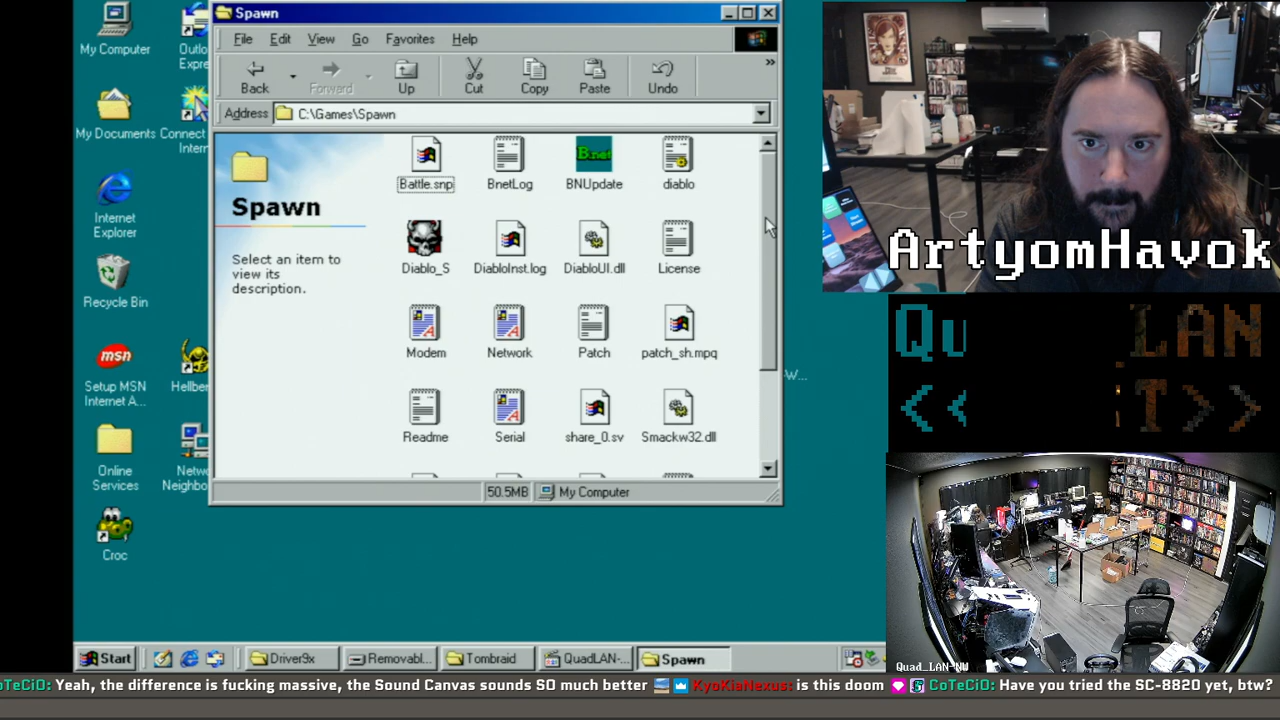 My Computer
Outlo
Expre
My Documents
Connect
Intern
Internet
Explorer
Recycle Bin
msn
Setup MSN
Internet A...
Hellbe
Online
Services
Netwo
Neighbor
Croc
Spawn
File Edit View Go Favorites Help
Back Forward Up Cut Copy Paste Undo
Address C:\Games\Spawn
Spawn
Select an item to
view its
description.
Battle.snp BnetLog BNUpdate diablo
B.net
Diablo_S DiabloInst.log DiabloUI.dll License
Modem Network Patch patch_sh.mpq
Readme Serial share_0.sv Smackw32.dll
50.5MB My Computer
W...
Start Driver9x Removabl... Tombraid QuadLAN-... Spawn
ArtyomHavok
Qu LAN
<< T>>
Quad_LAN-NW
oTeCiO: Yeah, the difference is fucking massive, the Sound Canvas sounds SO much better KyoKiaNexus: is this doom CoTeCiO: Have you tried the SC-8820 yet, btw?